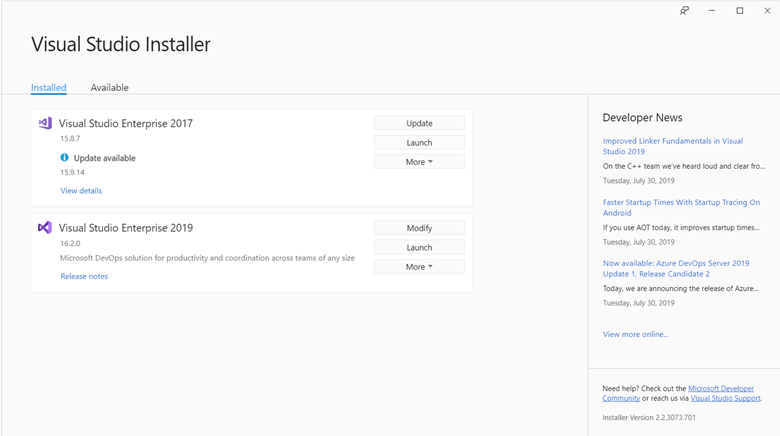 Visual Studio Installer
Installed
Available
Visual Studio Enterprise 2017
15.8.7
Update available
15.9.14
View details
Update
Launch
More
Visual Studio Enterprise 2019
16.2.0
Microsoft DevOps solution for productivity and coordination across teams of any size
Release notes
Modify
Launch
More
Developer News
Improved Linker Fundamentals in Visual
Studio 2019
On the C++ team we've heard loud and clear fro...
Tuesday, July 30, 2019
Faster Startup Times With Startup Tracing On
Android
If you use AOT today, it improves startup times...
Tuesday, July 30, 2019
Now available: Azure DevOps Server 2019
Update 1, Release Candidate 2
Today, we are announcing the release of Azure...
Tuesday, July 30, 2019
View more online...
Need help? Check out the Microsoft Developer
Community or reach us via Visual Studio Support.
Installer Version 2.2.3073.701